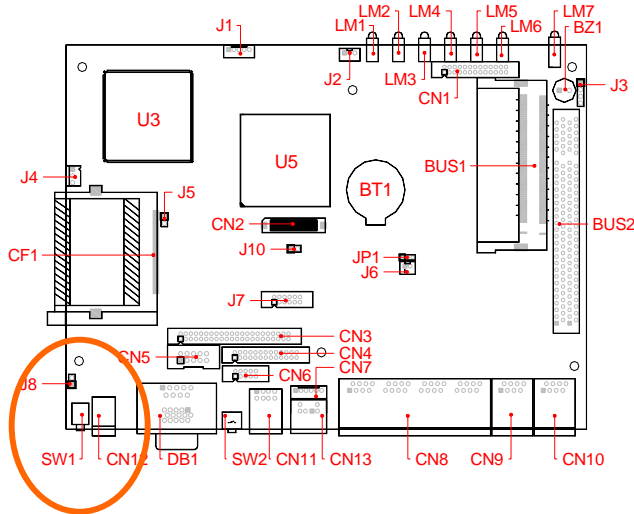 LM2 LM4 LM5 LM7
J1 LM1 LM6 BZ1
J2 LM3 CN1 J3
U3 U5
J4 J5 BT1 BUS1
CN2 BUS2
CF1 J10 JP1
J6
J7
CN3
J8 CN5 CN4
CN6 CN7
SW1 CN12 DB1 SW2 CN11 CN13 CN8 CN9 CN10